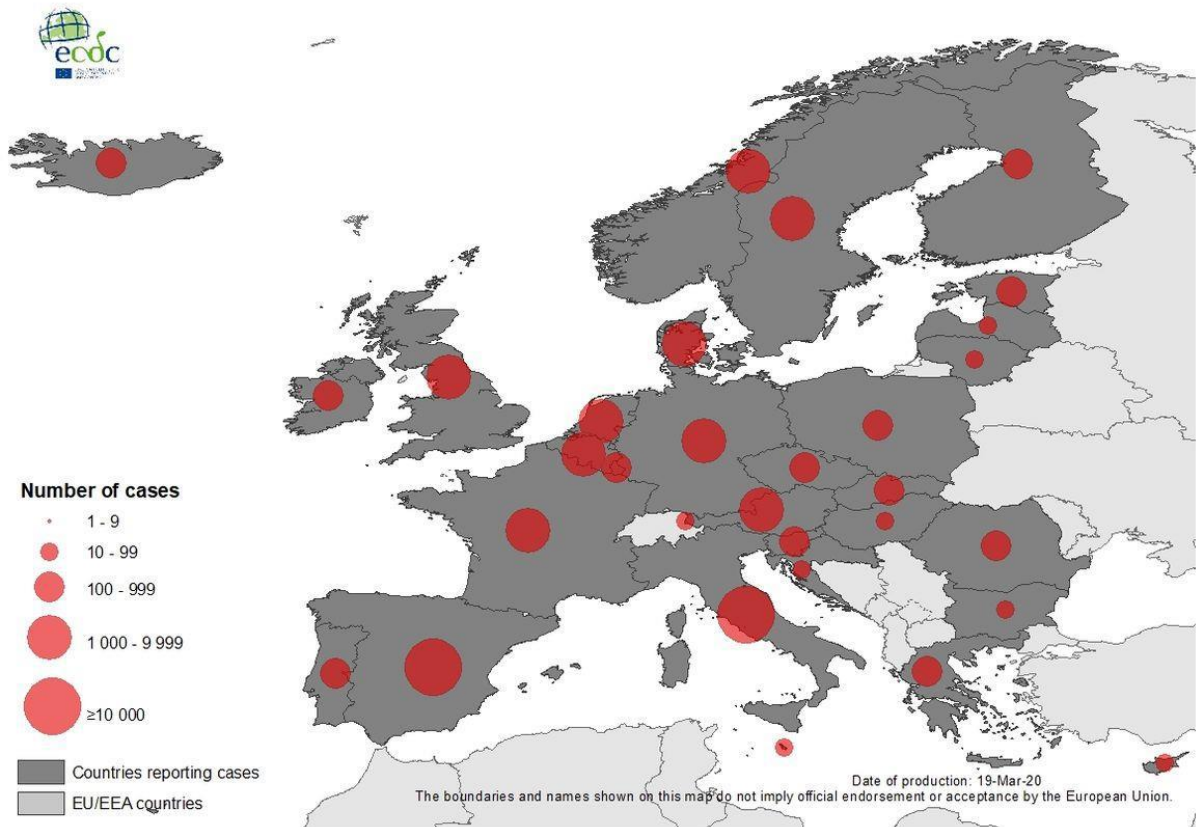 ecdc
Number of cases
1 - 9
10 - 99
100 - 999
1 000 - 9 999
≥10 000
Countries reporting cases
EU/EEA countries
Date of production: 19-Mar-20
The boundaries and names shown on this map do not imply official endorsement or acceptance by the European Union.